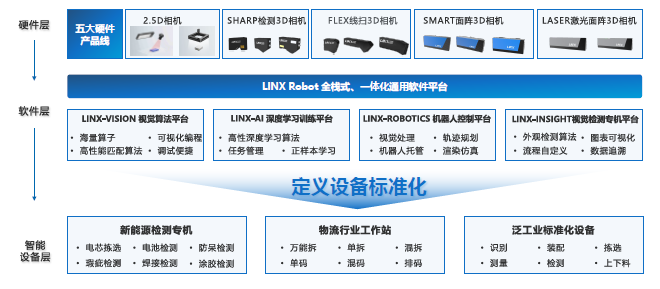 硬件层
五大硬件
产品线
2.5D相机
SHARP检测3D相机
FLEX线扫3D相机
SMART面阵3D相机
LASER激光面阵3D相机
LINX Robot 全栈式、一体化通用软件平台
软件层
LINX-VISION 视觉算法平台
·海量算子 ·可视化编程
·高性能匹配算法 ·调试便捷
LINX-AI 深度学习训练平台
·高性深度学习算法
·任务管理 ·正样本学习
LINX-ROBOTICS 机器人控制平台
·视觉处理 ·轨迹规划
·机器人托管 ·渲染仿真
LINX-INSIGHT视觉检测专机平台
·外观检测算法 ·图表可视化
·流程自定义 ·数据追溯
定义设备标准化
智能
设备层
新能源检测专机
·电芯拣选 ·电池检测 ·防呆检测
·瑕疵检测 ·焊接检测 ·涂胶检测
物流行业工作站
·万能拆 ·单拆 ·混拆
·单码 ·混码 ·排码
泛工业标准化设备
·识别 ·装配 ·拣选
·测量 ·检测 ·上下料